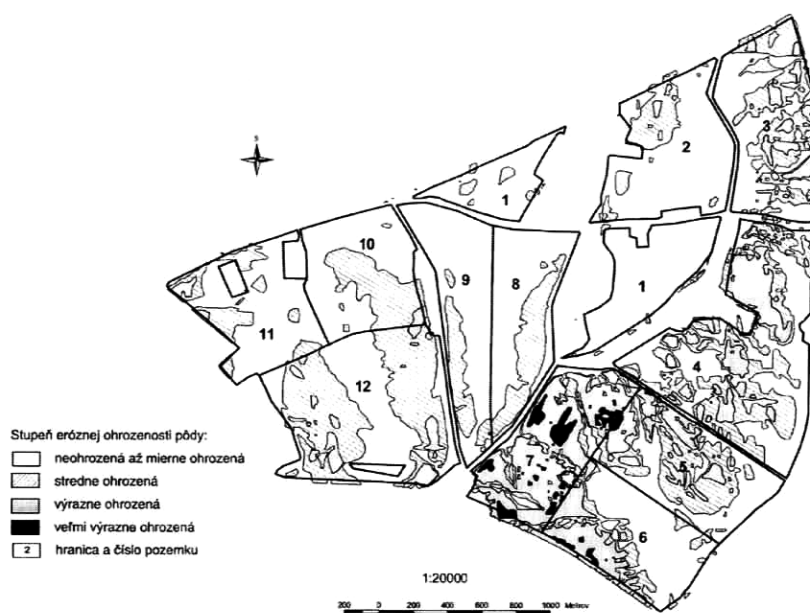 S
3
2
1
10
9
8
1
11
4
12
7
5
6
Stupeň eróznej ohrozenosti pôdy:
neohrozená až mierne ohrozená
stredne ohrozená
výrazne ohrozená
veľmi výrazne ohrozená
2 hranica a číslo pozemku
1:20000
200 0 200 400 600 800 1000 Metrov